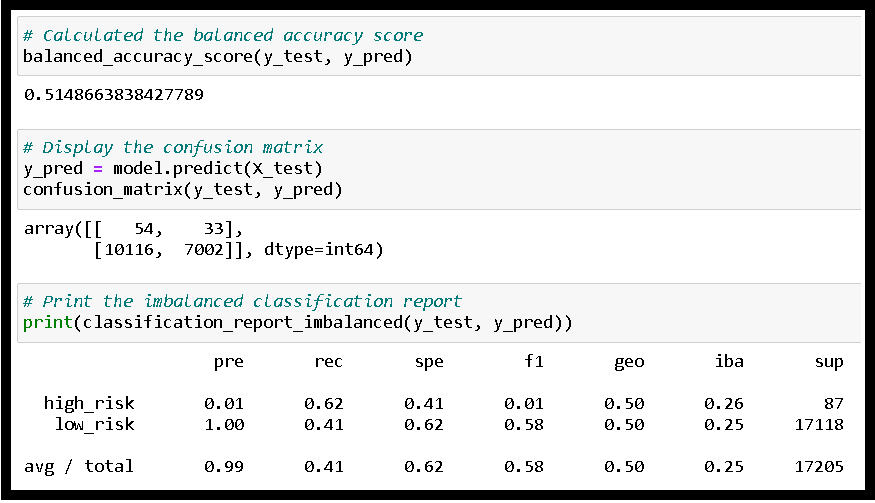 # Calculated the balanced accuracy score
balanced_accuracy_score(y_test, y_pred)
0.5148663838427789
# Display the confusion matrix
y_pred = model.predict(X_test)
confusion_matrix(y_test, y_pred)
array([[   54,    33],
       [10116,  7002]], dtype=int64)
# Print the imbalanced classification report
print(classification_report_imbalanced(y_test, y_pred))
                   pre       rec       spe        f1       geo       iba       sup
  high_risk       0.01      0.62      0.41      0.01      0.50      0.26        87
   low_risk       1.00      0.41      0.62      0.58      0.50      0.25     17118
avg / total       0.99      0.41      0.62      0.58      0.50      0.25     17205